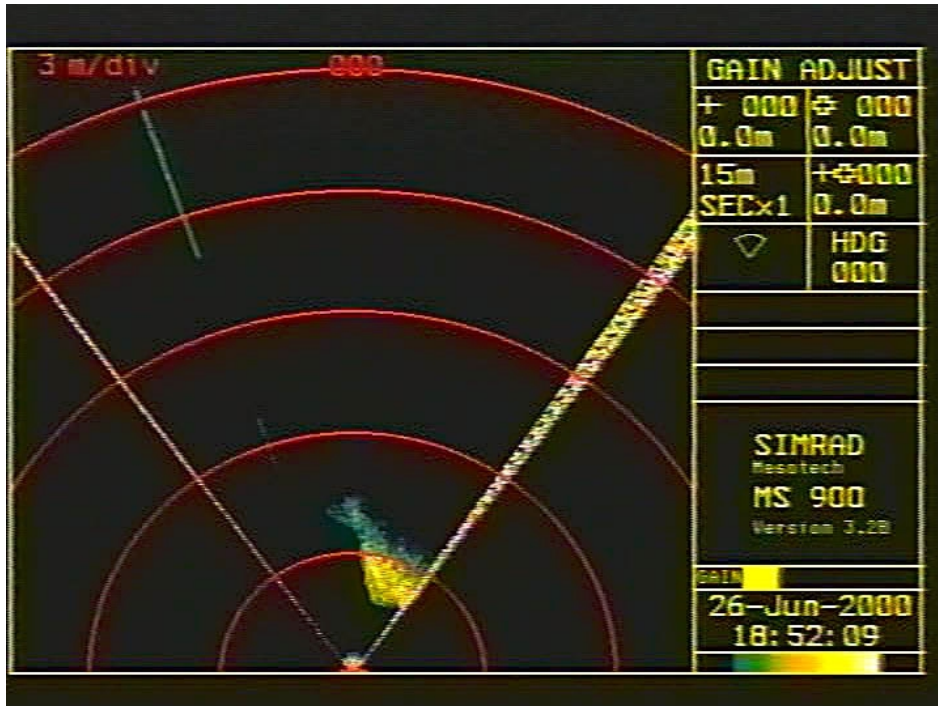 3 m/div
000
GAIN ADJUST
+ 000
000
0.0m
0.0m
15m
+000
SECx1
0.0m
HDG
000
SIMRAD
Mesotech
MS 900
Version 3.2B
GAIN
26-Jun-2000
18:52:09